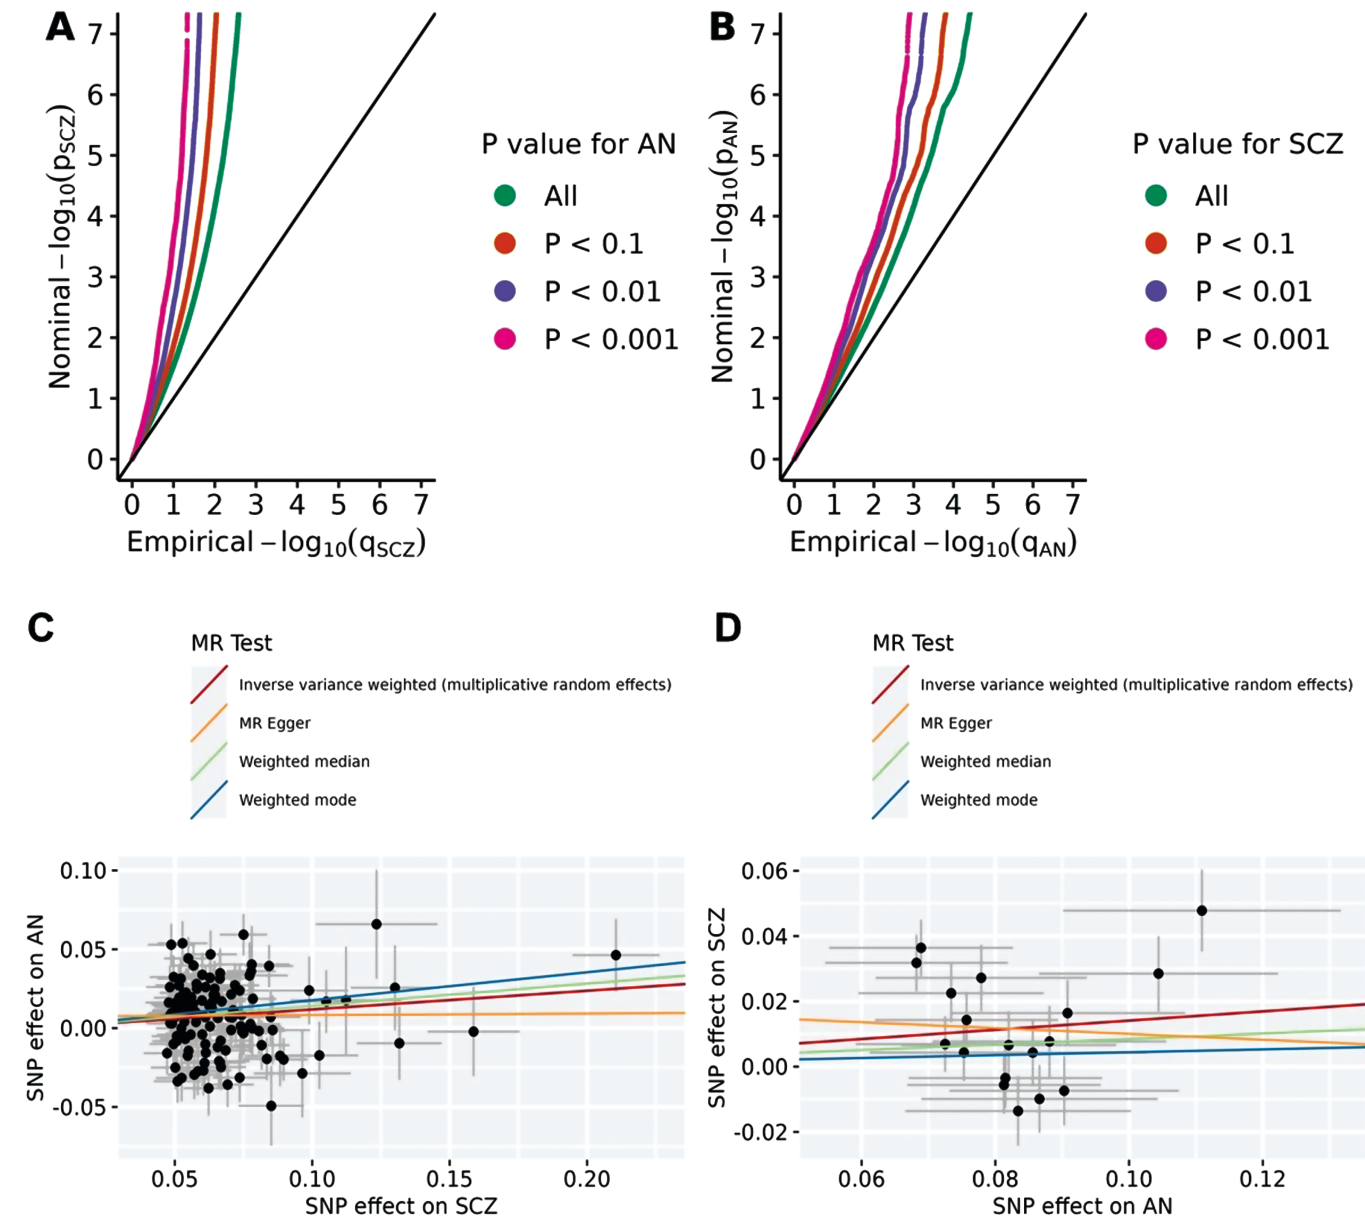 A
7
6
5
4
3
2
1
0
Nominal −log10(pSCZ)
0 1 2 3 4 5 6 7
Empirical −log10(qSCZ)
P value for AN
All
P < 0.1
P < 0.01
P < 0.001
B
7
6
5
4
3
2
1
0
Nominal −log10(pAN)
0 1 2 3 4 5 6 7
Empirical −log10(qAN)
P value for SCZ
All
P < 0.1
P < 0.01
P < 0.001
C
MR Test
Inverse variance weighted (multiplicative random effects)
MR Egger
Weighted median
Weighted mode
0.10
0.05
0.00
-0.05
SNP effect on AN
0.05 0.10 0.15 0.20
SNP effect on SCZ
D
MR Test
Inverse variance weighted (multiplicative random effects)
MR Egger
Weighted median
Weighted mode
0.06
0.04
0.02
0.00
-0.02
SNP effect on SCZ
0.06 0.08 0.10 0.12
SNP effect on AN